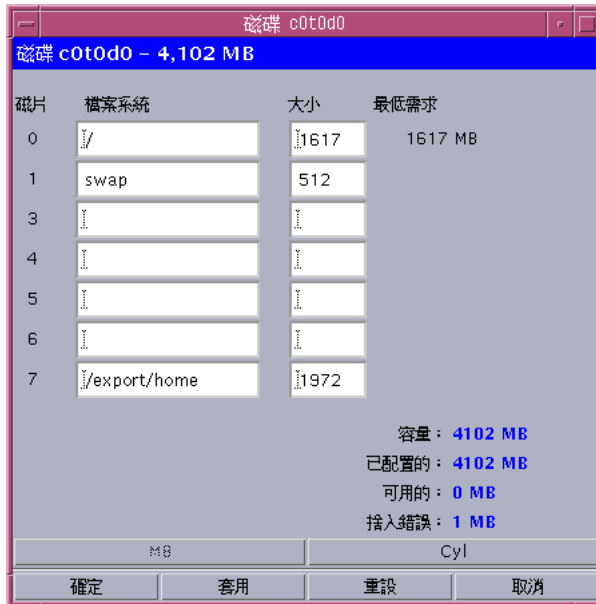 磁碟 c0t0d0
磁碟 c0t0d0 – 4,102 MB
磁片 檔案系統 大小 最低需求
0 / 1617 1617 MB
1 swap 512
3
4
5
6
7 /export/home 1972
容量： 4102 MB
已配置的： 4102 MB
可用的： 0 MB
捨入錯誤： 1 MB
MB Cyl
確定 套用 重設 取消